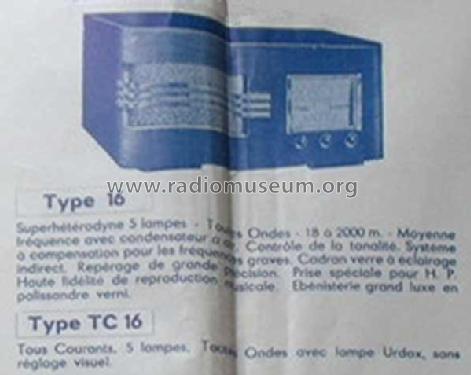 www.radiomuseum.org
Type 16
Superhétérodyne 5 lampes - Toutes Ondes - 18 à 2000 m. - Moyenne
fréquence avec condensateur à air. Contrôle de la tonalité. Système
à compensation pour les fréquences graves. Cadran verre à éclairage
indirect. Repérage de grande précision. Prise spéciale pour H. P.
Haute fidélité de reproduction musicale. Ebénisterie grand luxe en
palissandre verni.
Type TC 16
Tous Courants, 5 lampes, Toutes Ondes avec lampe Urdox, sans
réglage visuel.